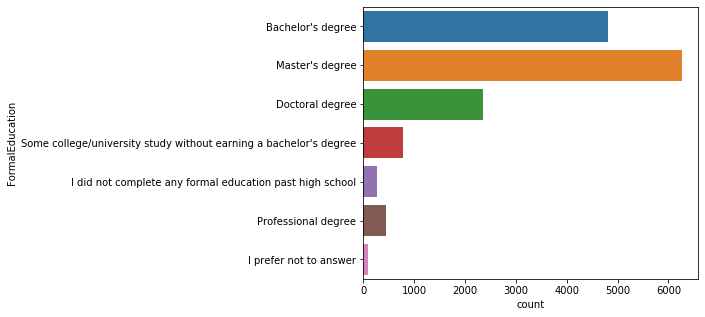 FormalEducation
Bachelor's degree
Master's degree
Doctoral degree
Some college/university study without earning a bachelor's degree
I did not complete any formal education past high school
Professional degree
I prefer not to answer
0 1000 2000 3000 4000 5000 6000
count